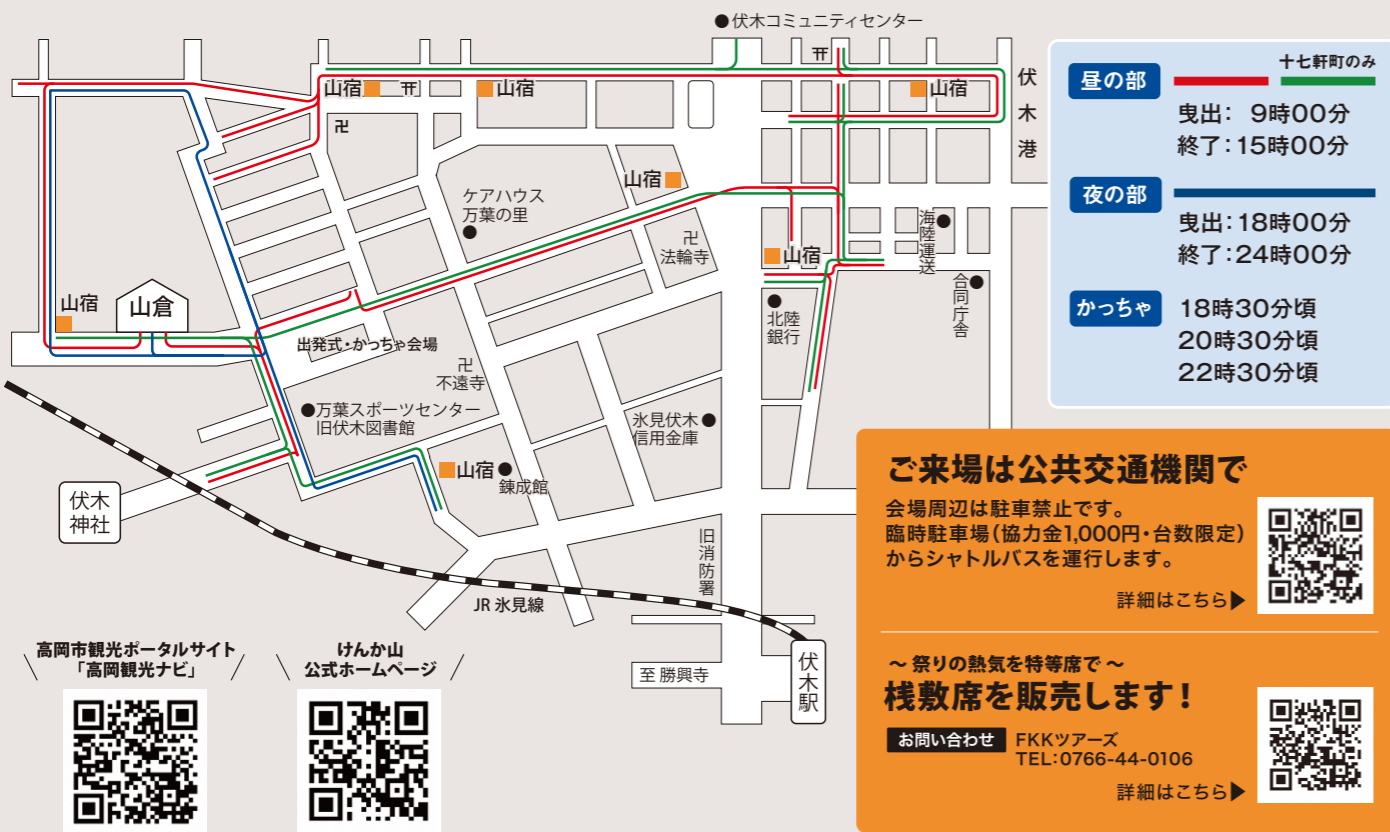 伏木コミュニティセンター
山宿
山宿
山宿
伏木港
山宿
ケアハウス
万葉の里
法輪寺
海陸運送
山宿
合同庁舎
山宿
山倉
北陸
銀行
出発式・かっちゃ会場
不遠寺
万葉スポーツセンター
旧伏木図書館
氷見伏木
信用金庫
山宿
錬成館
伏木
神社
旧消防署
JR 氷見線
至 勝興寺
伏木駅
十七軒町のみ
昼の部
曳出: 9時00分
終了:15時00分
夜の部
曳出:18時00分
終了:24時00分
かっちゃ
18時30分頃
20時30分頃
22時30分頃
ご来場は公共交通機関で
会場周辺は駐車禁止です。
臨時駐車場(協力金1,000円・台数限定)
からシャトルバスを運行します。
詳細はこちら▶
~ 祭りの熱気を特等席で ~
桟敷席を販売します!
お問い合わせ FKKツアーズ
TEL:0766-44-0106
詳細はこちら▶
高岡市観光ポータルサイト
「高岡観光ナビ」
けんか山
公式ホームページ